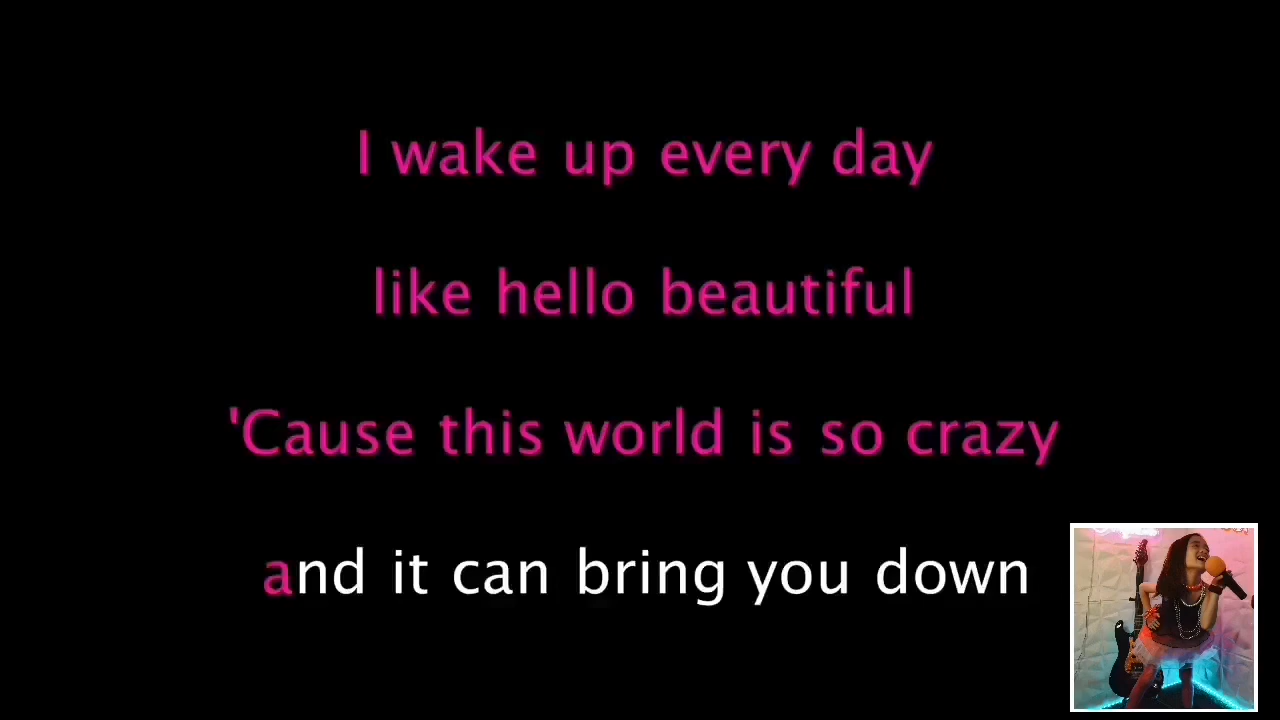 I wake up every day
like hello beautiful
'Cause this world is so crazy
and it can bring you down